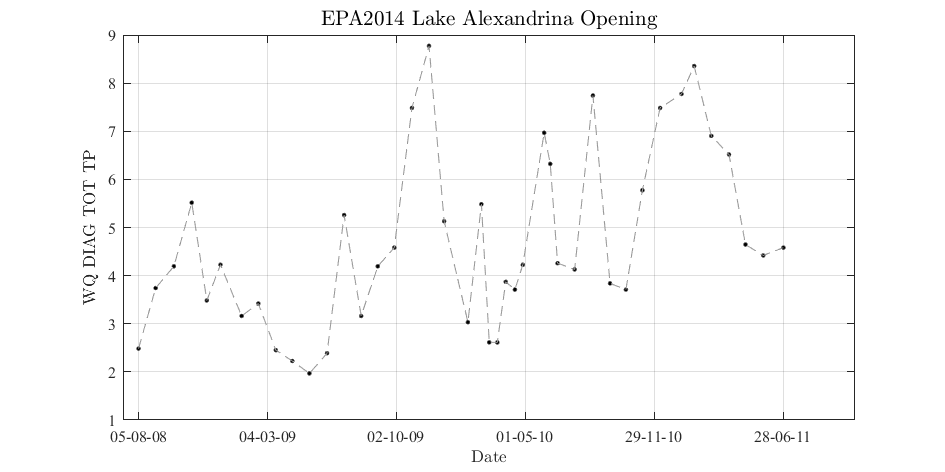 EPA2014 Lake Alexandrina Opening
WQ DIAG TOT TP
9
8
7
6
5
4
3
2
1
05-08-08 04-03-09 02-10-09 01-05-10 29-11-10 28-06-11
Date